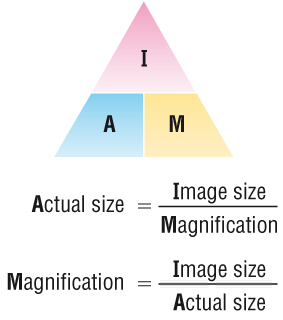 I
A M
Actual size = Image size
Magnification
Magnification = Image size
Actual size